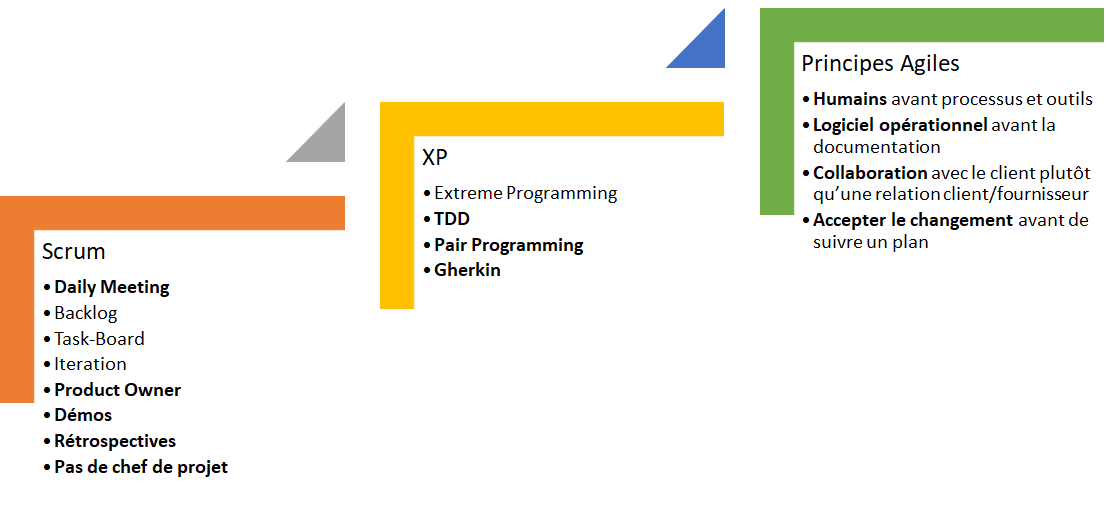 Scrum
•Daily Meeting
•Backlog
•Task-Board
•Iteration
•Product Owner
•Démos
•Rétrospectives
•Pas de chef de projet
XP
•Extreme Programming
•TDD
•Pair Programming
•Gherkin
Principes Agiles
•Humains avant processus et outils
•Logiciel opérationnel avant la
documentation
•Collaboration avec le client plutôt
qu’une relation client/fournisseur
•Accepter le changement avant de
suivre un plan